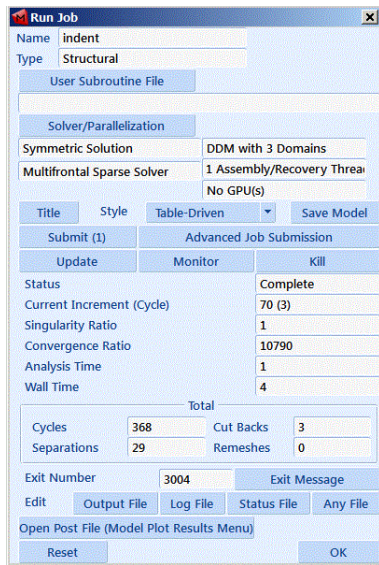 Run Job
Name indent
Type Structural
User Subroutine File
Solver/Parallelization
Symmetric Solution DDM with 3 Domains
Multifrontal Sparse Solver 1 Assembly/Recovery Threa
No GPU(s)
Title Style Table-Driven Save Model
Submit (1) Advanced Job Submission
Update Monitor Kill
Status Complete
Current Increment (Cycle) 70 (3)
Singularity Ratio 1
Convergence Ratio 10790
Analysis Time 1
Wall Time 4
Total
Cycles 368 Cut Backs 3
Separations 29 Remeshes 0
Exit Number 3004 Exit Message
Edit Output File Log File Status File Any File
Open Post File (Model Plot Results Menu)
Reset OK